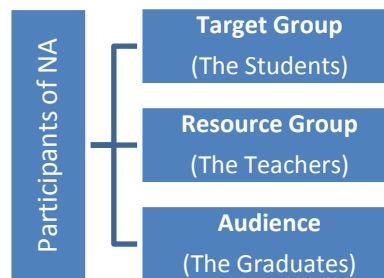 Participants of NA
Target Group
(The Students)
Resource Group
(The Teachers)
Audience
(The Graduates)